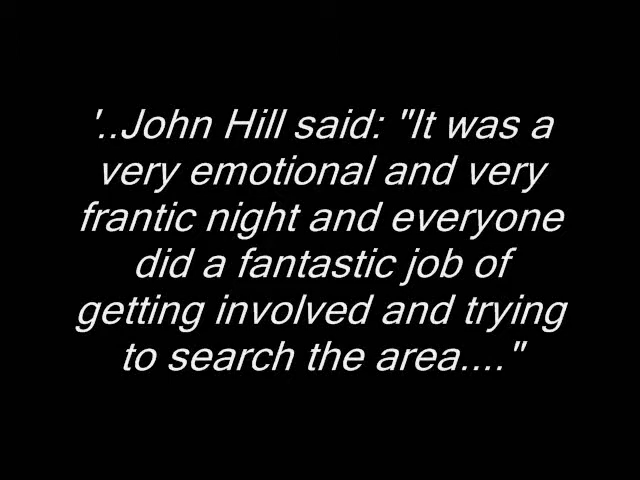 '..John Hill said: "It was a
very emotional and very
frantic night and everyone
did a fantastic job of
getting involved and trying
to search the area...."